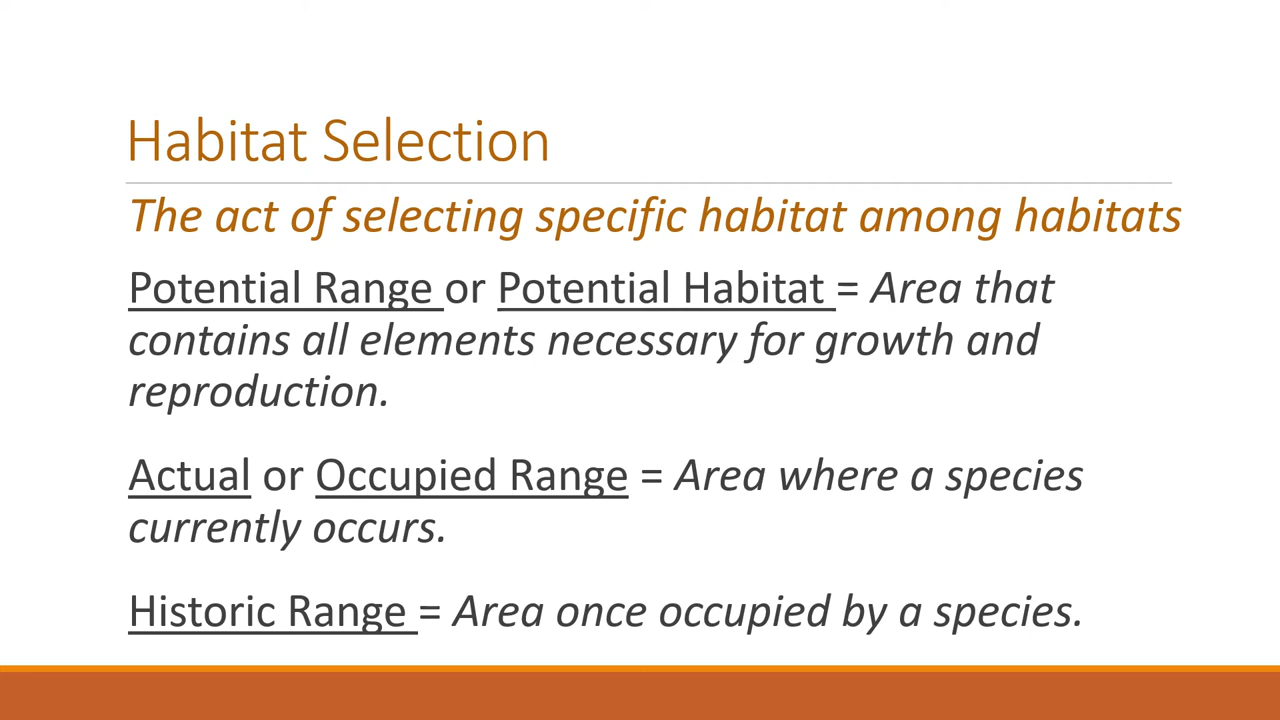 Habitat Selection
The act of selecting specific habitat among habitats
Potential Range or Potential Habitat = Area that
contains all elements necessary for growth and
reproduction.
Actual or Occupied Range = Area where a species
currently occurs.
Historic Range = Area once occupied by a species.